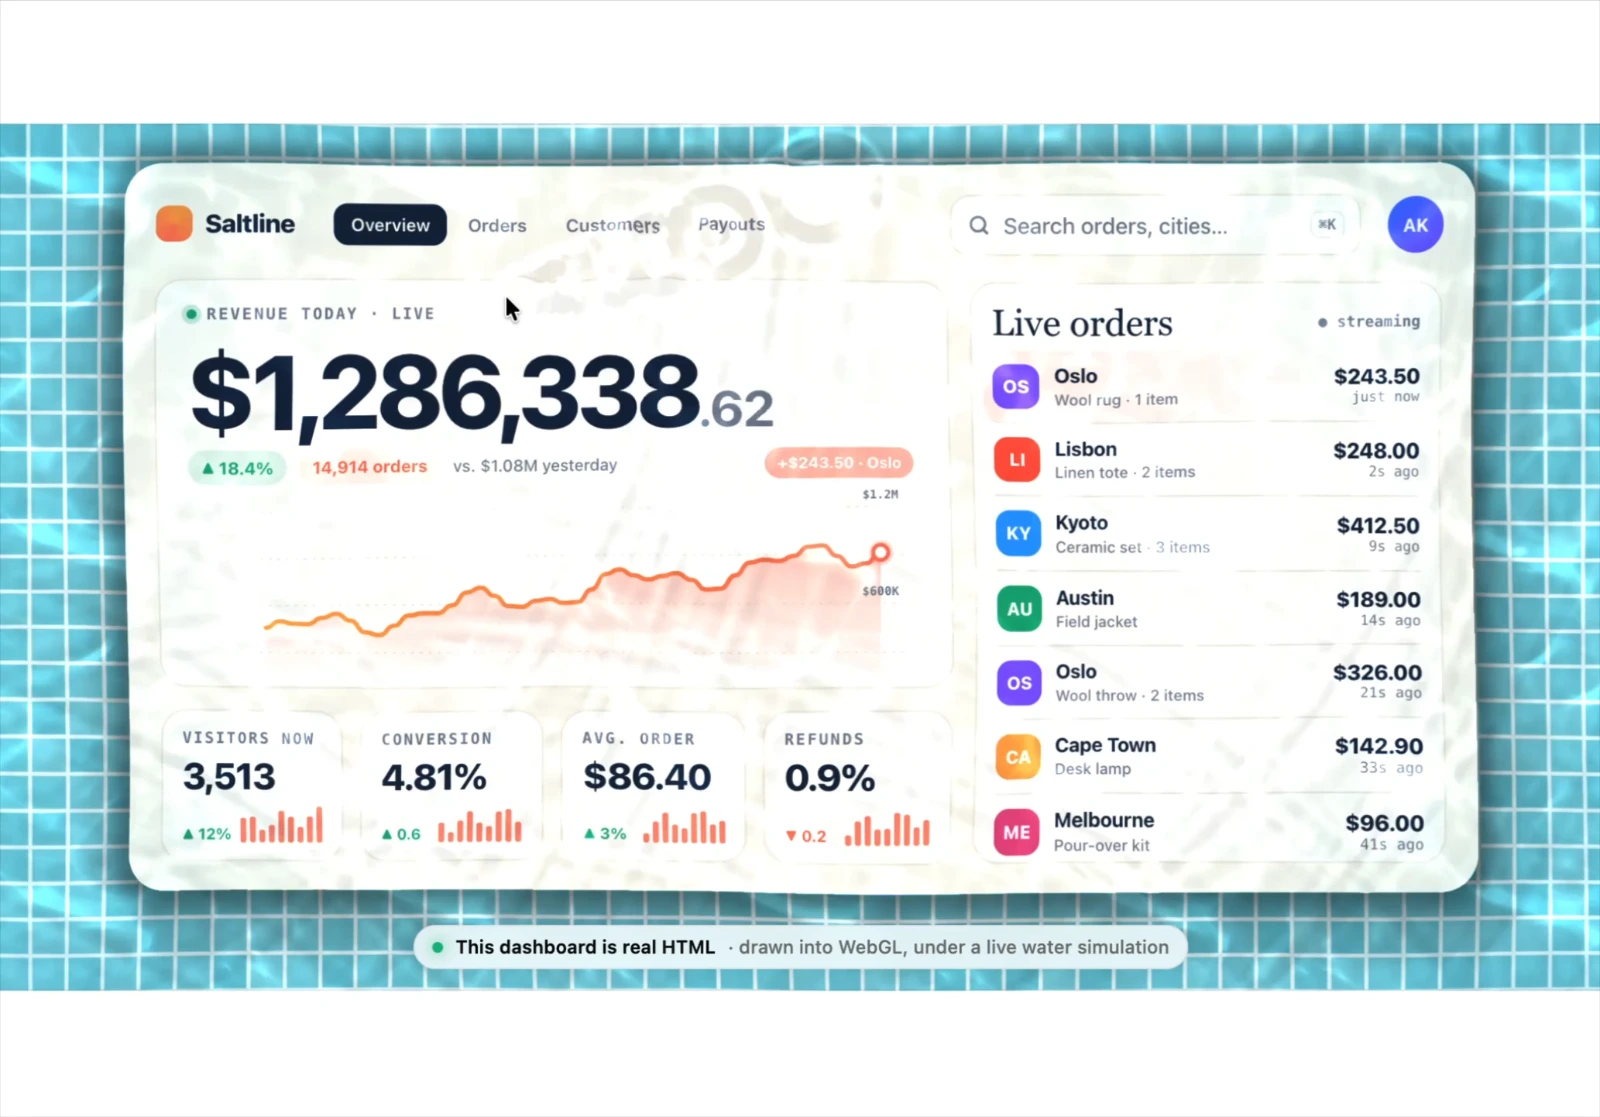 Saltline
Overview
Orders
Customers
Payouts
Search orders, cities...
⌘K
AK
REVENUE TODAY · LIVE
$1,286,338.62
▲ 18.4%
14,914 orders
vs. $1.08M yesterday
+$243.50 · Oslo
$1.2M
$600K
VISITORS NOW
3,513
▲ 12%
CONVERSION
4.81%
▲ 0.6
AVG. ORDER
$86.40
▲ 3%
REFUNDS
0.9%
▼ 0.2
Live orders
● streaming
OS
Oslo
$243.50
Wool rug · 1 item
just now
LI
Lisbon
$248.00
Linen tote · 2 items
2s ago
KY
Kyoto
$412.50
Ceramic set · 3 items
9s ago
AU
Austin
$189.00
Field jacket
14s ago
OS
Oslo
$326.00
Wool throw · 2 items
21s ago
CA
Cape Town
$142.90
Desk lamp
33s ago
ME
Melbourne
$96.00
Pour-over kit
41s ago
This dashboard is real HTML · drawn into WebGL, under a live water simulation